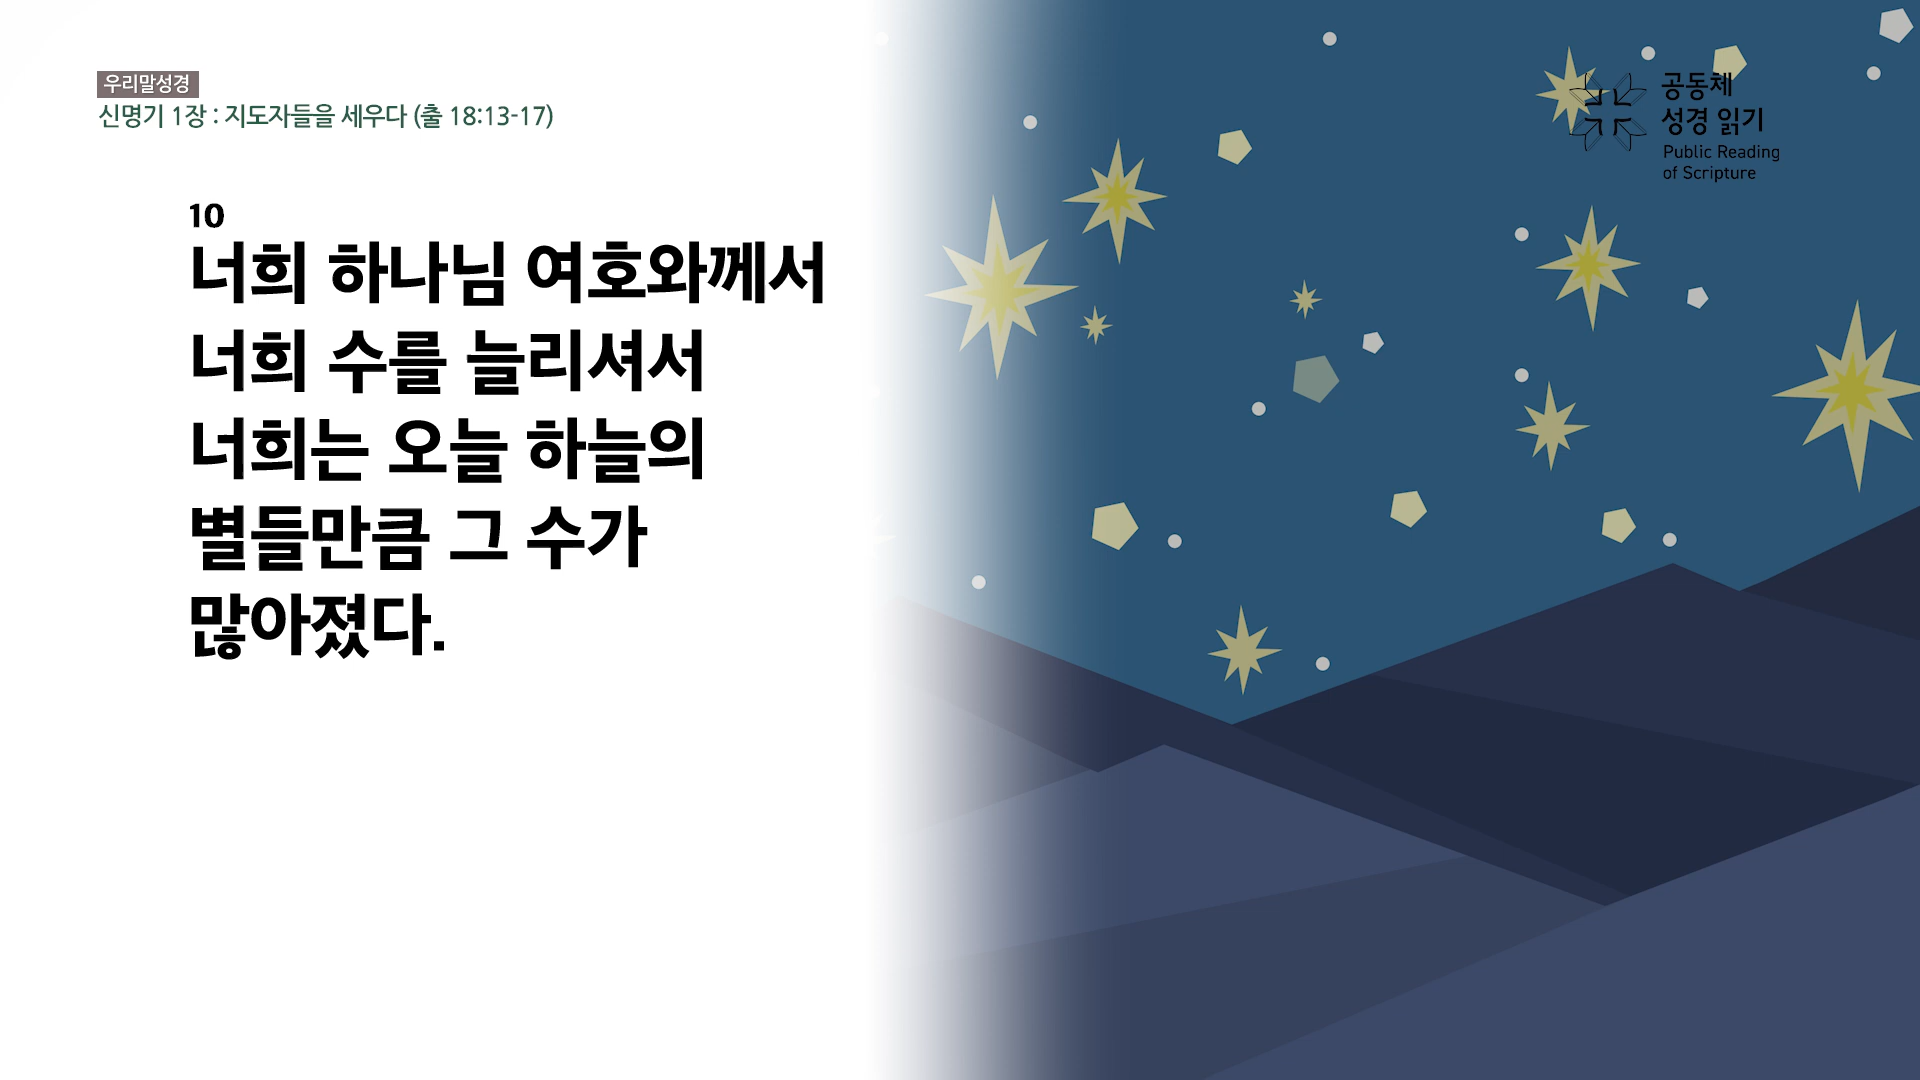 우리말성경
신명기 1장 : 지도자들을 세우다 (출 18:13-17)
공동체
성경 읽기
Public Reading
of Scripture
10
너희 하나님 여호와께서
너희 수를 늘리셔서
너희는 오늘 하늘의
별들만큼 그 수가
많아졌다.